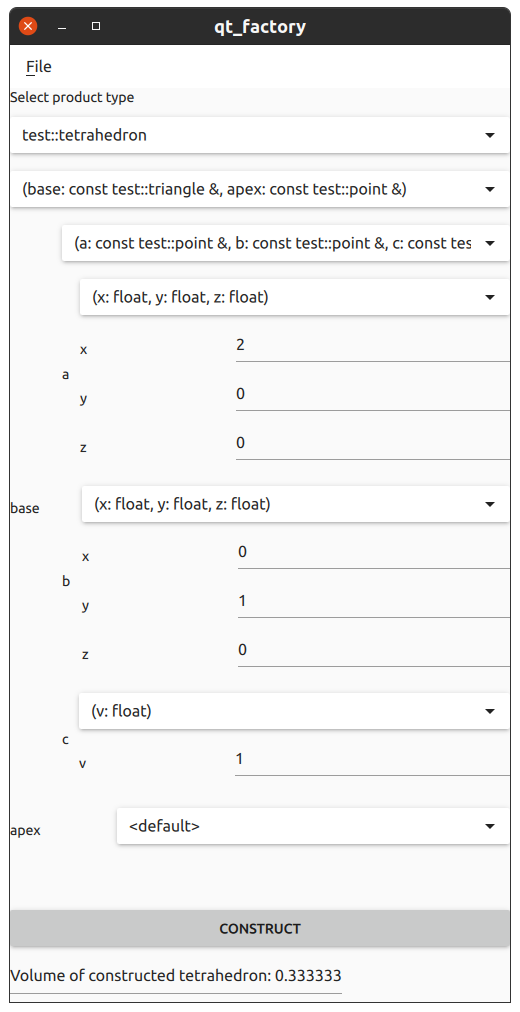 qt_factory
File
Select product type
test::tetrahedron
(base: const test::triangle &, apex: const test::point &)
(a: const test::point &, b: const test::point &, c: const tes
(x: float, y: float, z: float)
x 2
a
y 0
z 0
(x: float, y: float, z: float)
base
x 0
b
y 1
z 0
(v: float)
c
v 1
<default>
apex
CONSTRUCT
Volume of constructed tetrahedron: 0.333333